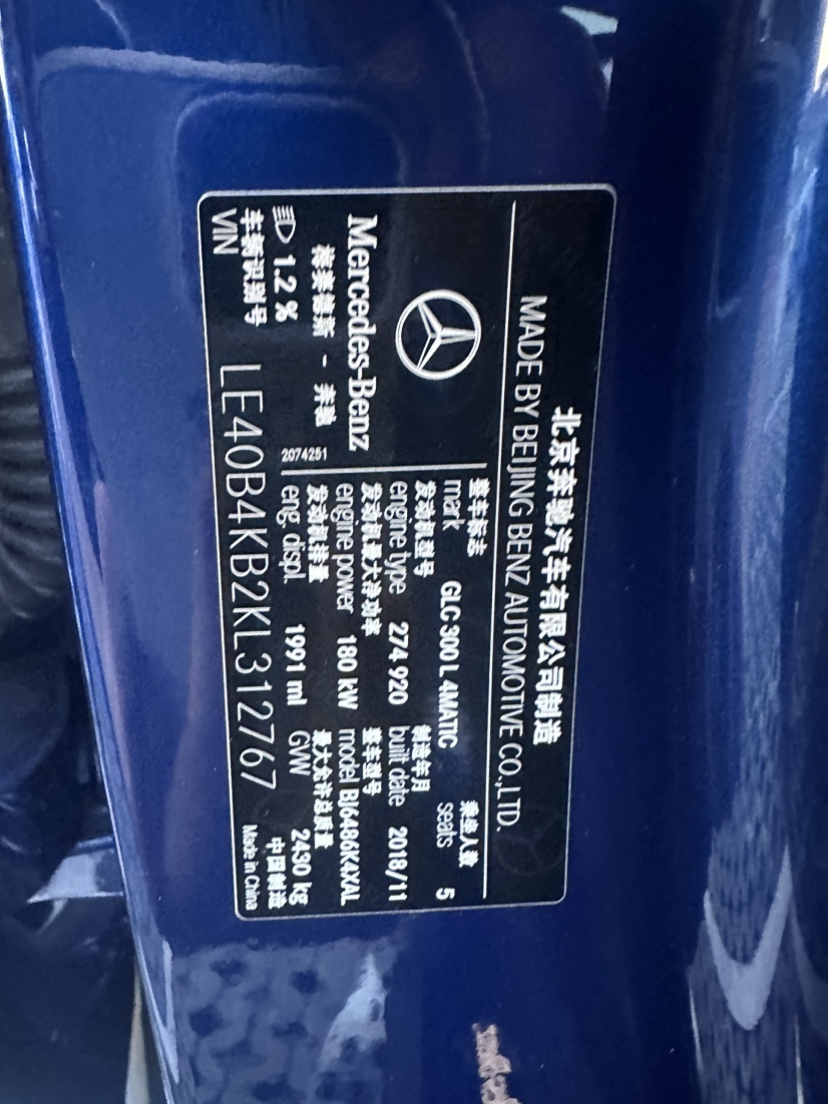 北京奔驰汽车有限公司制造
MADE BY BEIJING BENZ AUTOMOTIVE CO.,LTD.
Mercedes-Benz
梅赛德斯 - 奔驰
1.2 %
2074251
整车标志 乘坐人数
mark GLC 300 L 4MATIC seats 5
发动机型号 制造年月
engine type 274 920 built date 2018/11
发动机最大净功率 整车型号
engine power 180 kW model BJ6486K4XAL
发动机排量 最大允许总质量
eng. displ. 1991 ml GVW 2430 kg
车辆识别号 中国制造
VIN LE40B4KB2KL312767 Made in China